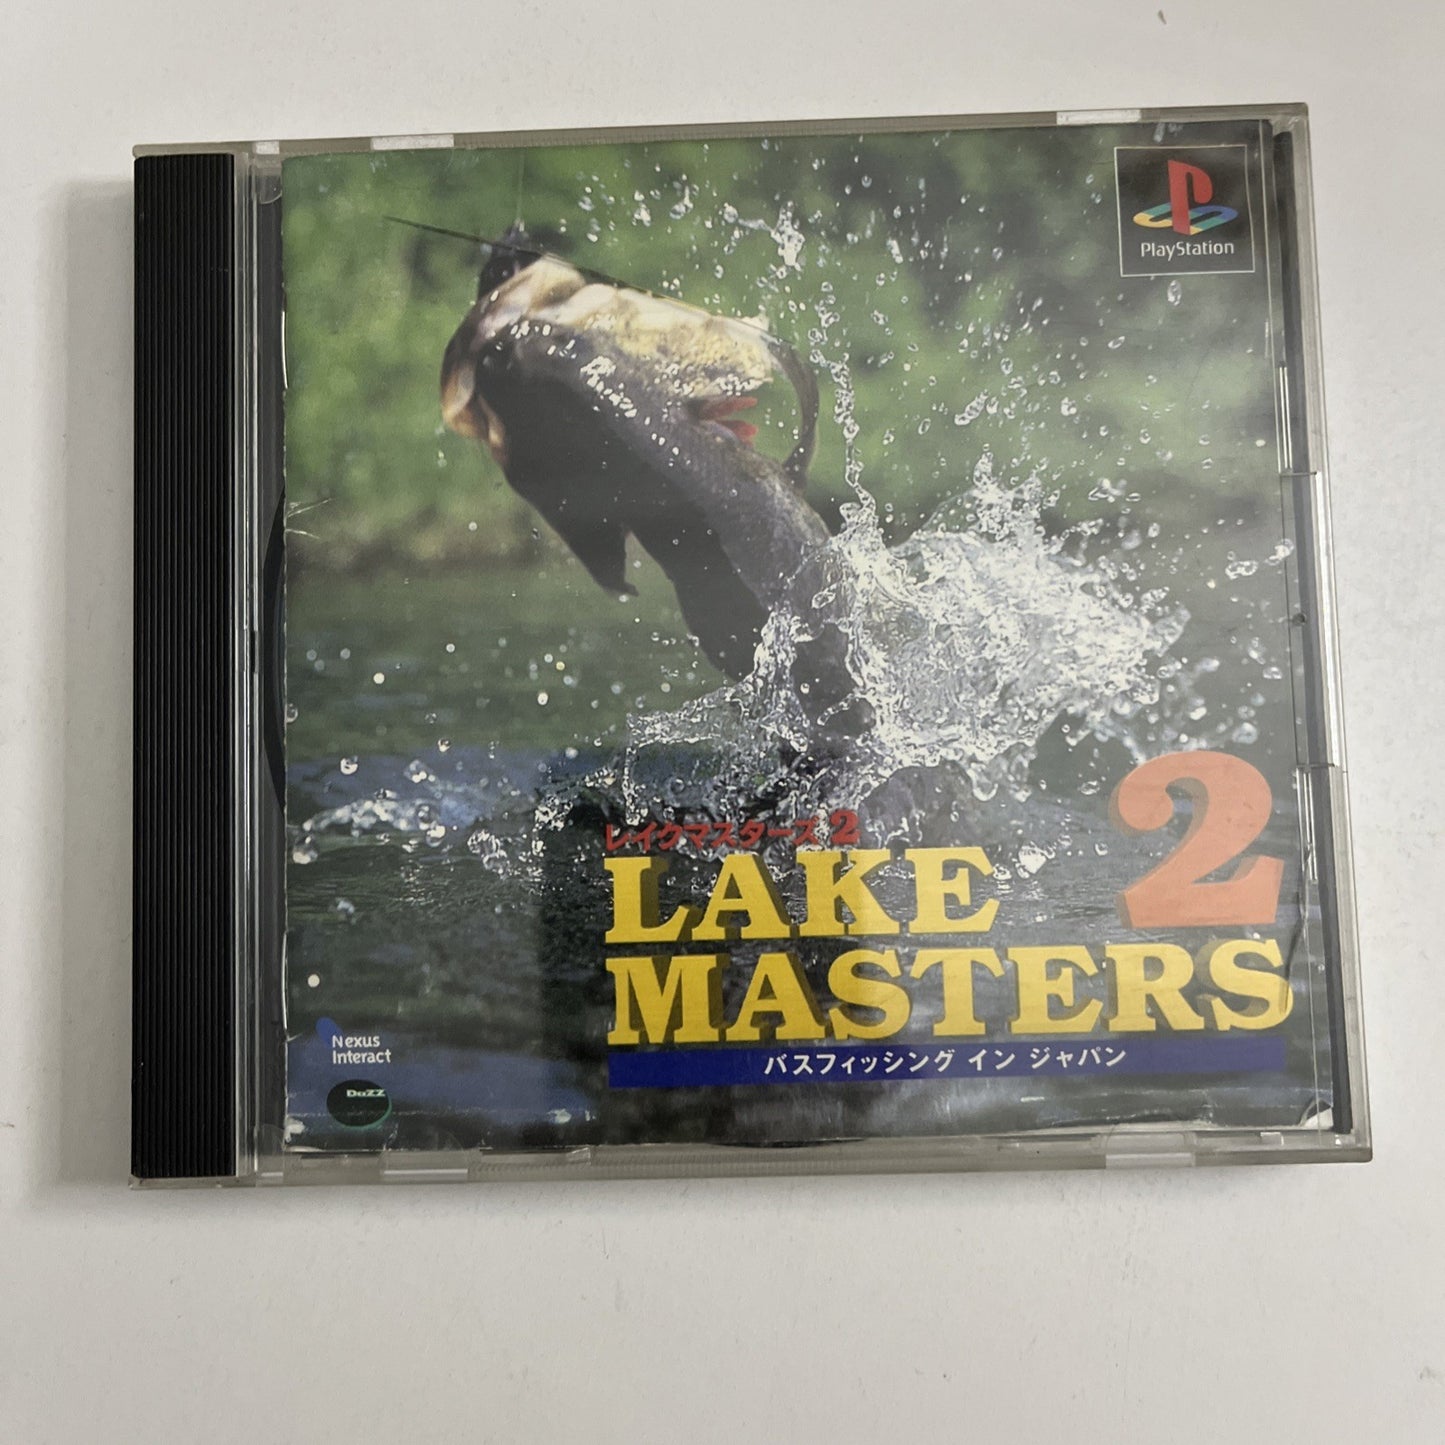 PlayStation
レイクマスターズ2
LAKE 2
MASTERS
バスフィッシング イン ジャパン
Nexus
Interact
DaZZ